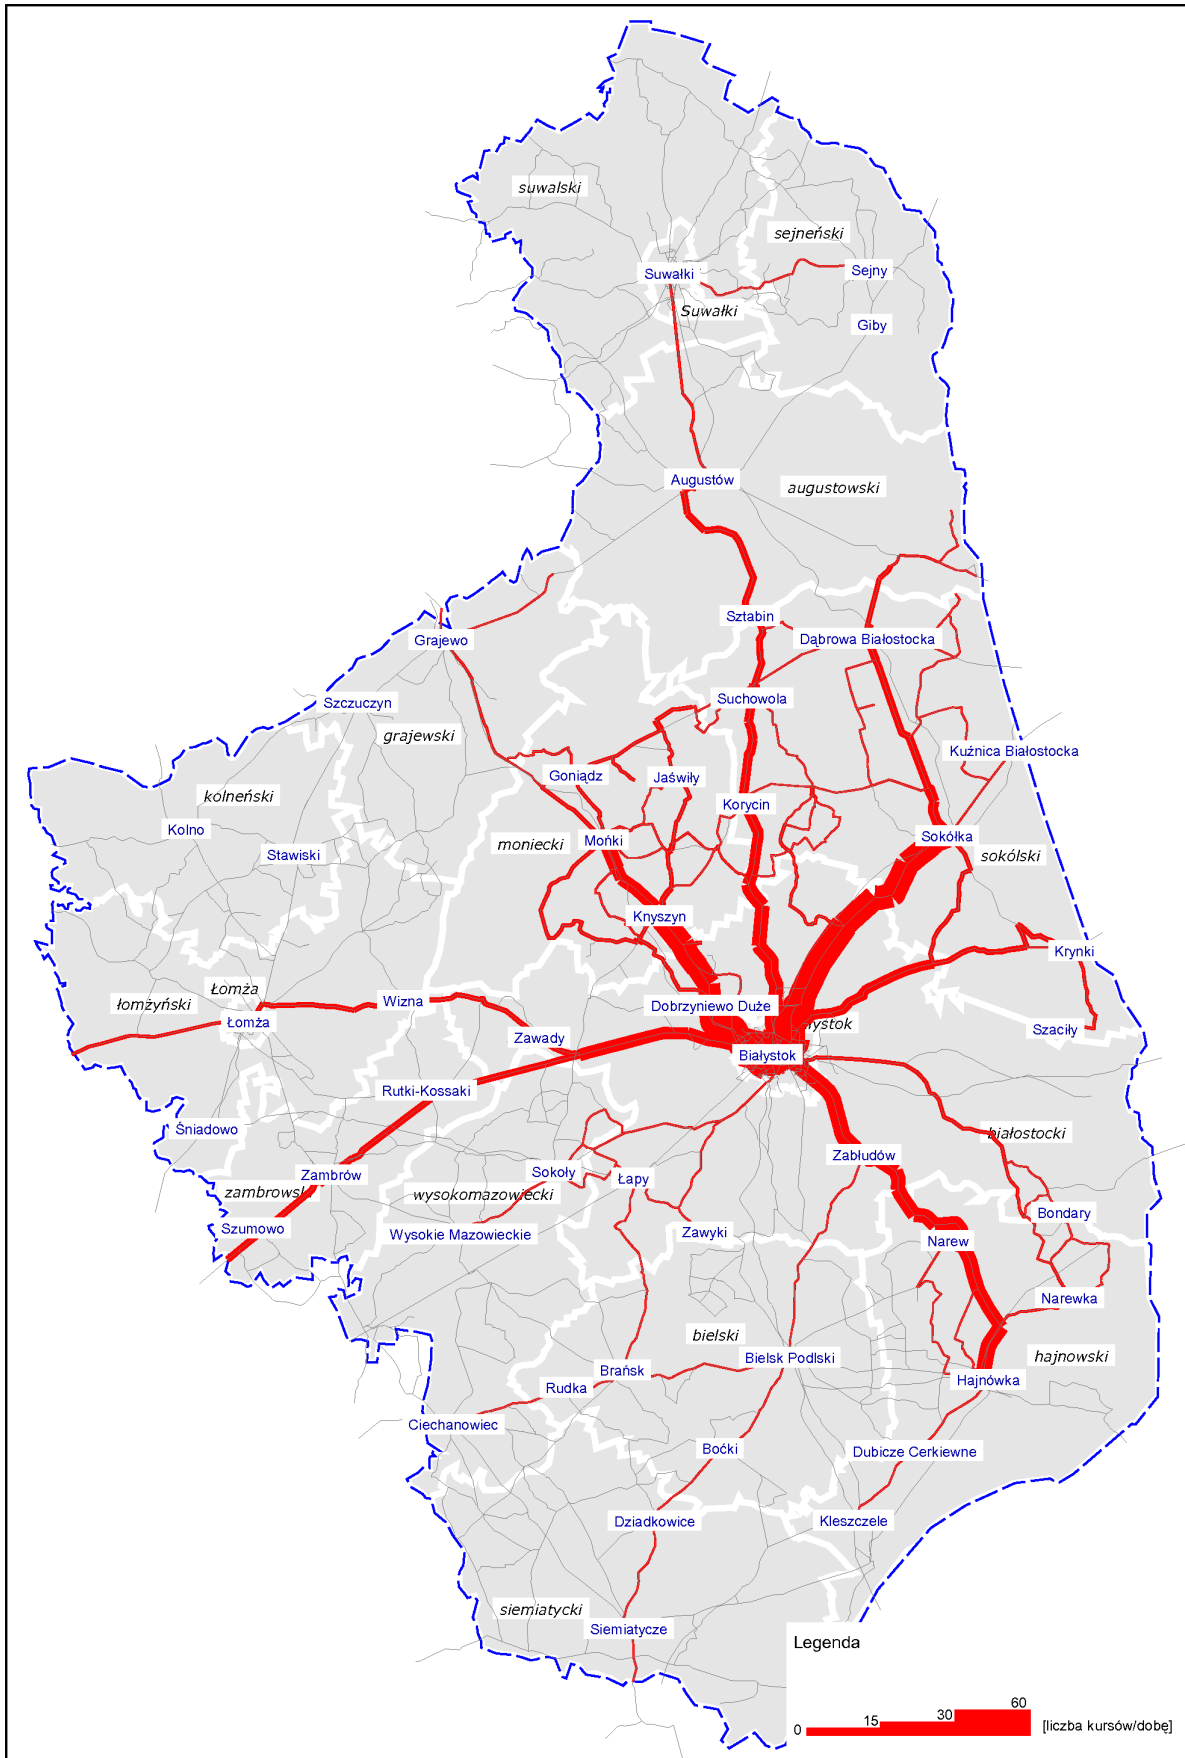 suwalski
sejneński
Suwałki
Sejny
Suwałki
Giby
Augustów
augustowski
Sztabin
Dąbrowa Białostocka
Grajewo
Szczuczyn
Suchowola
grajewski
Kuźnica Białostocka
Goniądz
Jaświły
kolneński
Korycin
Kolno
Sokółka
Mońki
moniecki
Stawiski
sokólski
Knyszyn
Krynki
Łomża
łomżyński
Wizna
Dobrzyniewo Duże
Łomża
ystok
Szaciły
Zawady
Białystok
Rutki-Kossaki
Śniadowo
białostocki
Zabłudów
Sokoły
Zambrów
Łapy
zambrowski
wysokomazowiecki
Bondary
Szumowo
Wysokie Mazowieckie
Zawyki
Narew
Narewka
bielski
Bielsk Podlski
hajnowski
Brańsk
Hajnówka
Rudka
Ciechanowiec
Boćki
Dubicze Cerkiewne
Dziadkowice
Kleszczele
siemiatycki
Siemiatycze
Legenda
0 15 30 60
[liczba kursów/dobę]